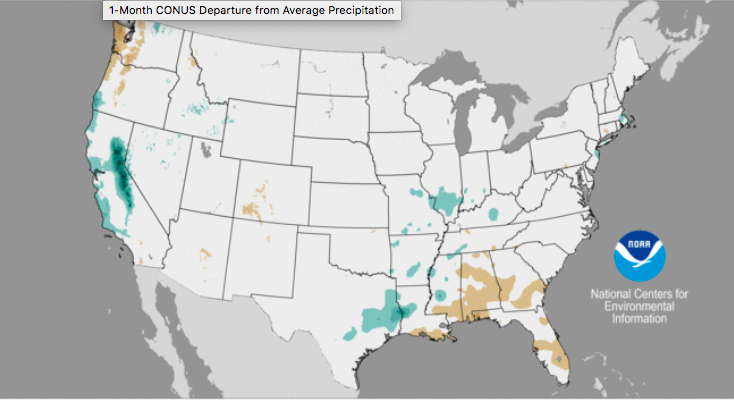 1-Month CONUS Departure from Average Precipitation
NOAA
National Centers for
Environmental
Information